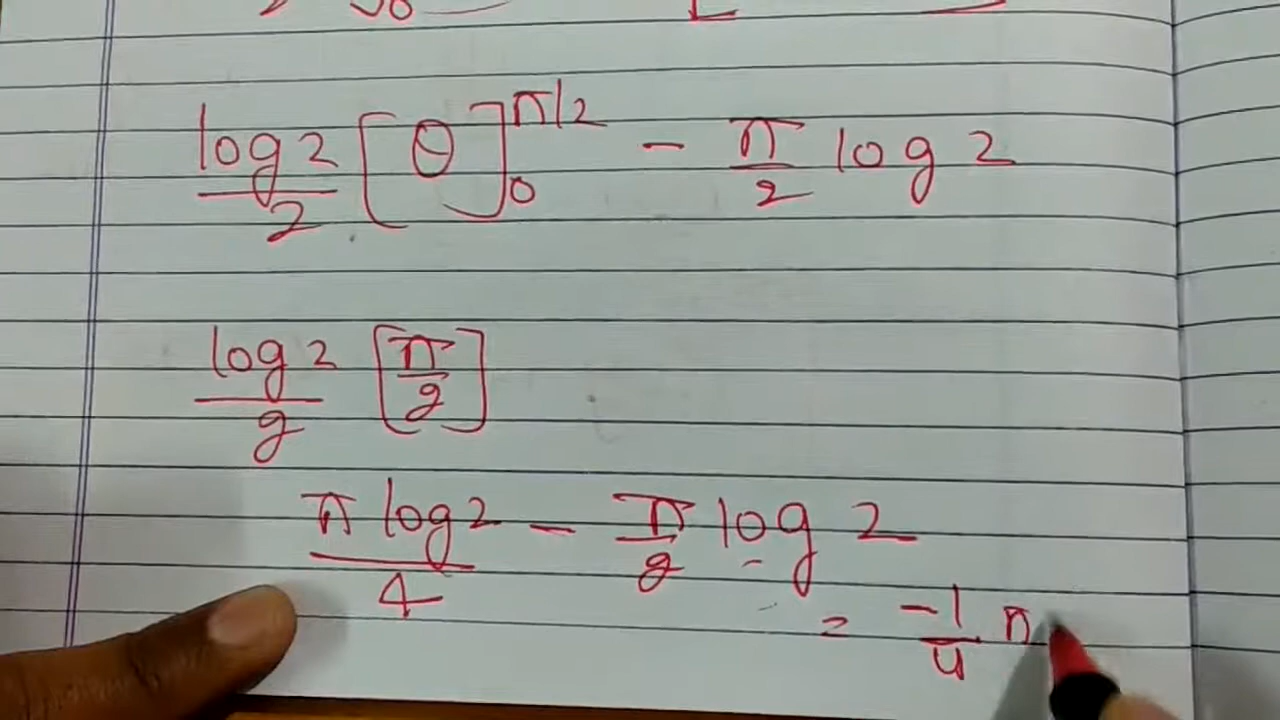 log 2/2 [θ]₀^π/2 - π/2 log 2
log 2/2 [π/2]
π log 2/4 - π/2 log 2
= -1/4 π